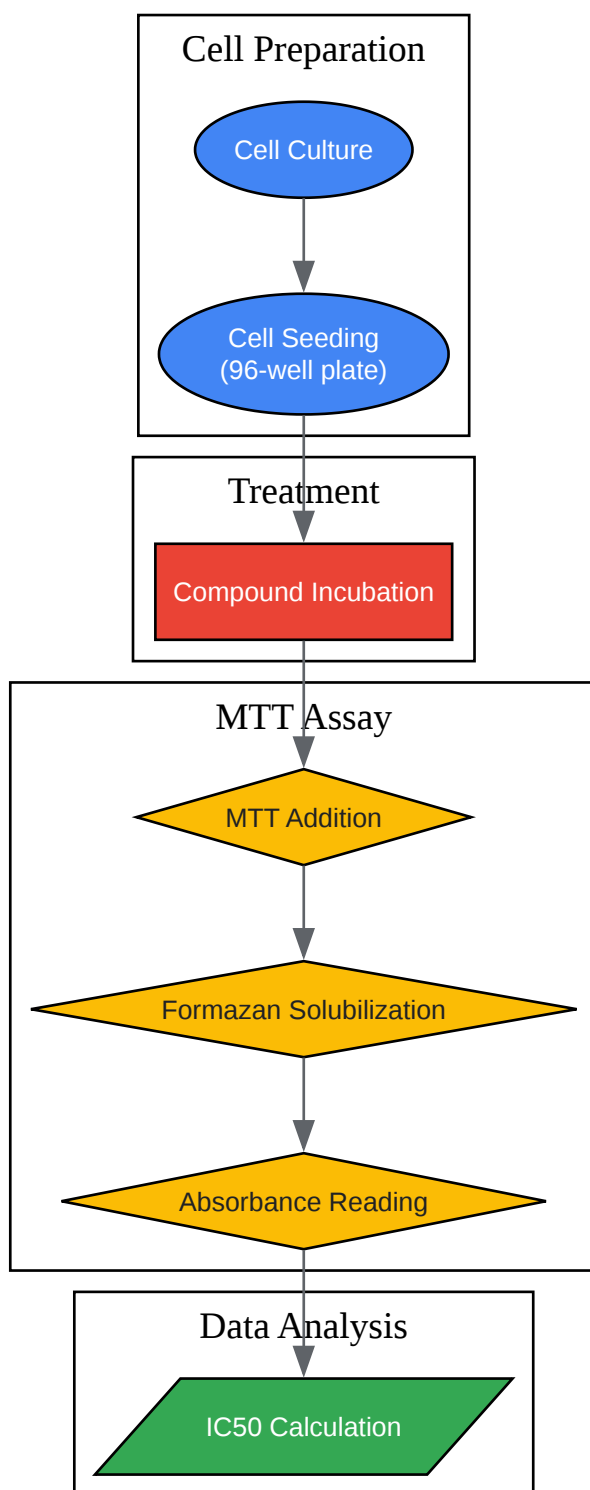 Cell Preparation
Cell Culture
Cell Seeding
(96-well plate)
Treatment
Compound Incubation
MTT Assay
MTT Addition
Formazan Solubilization
Absorbance Reading
Data Analysis
IC50 Calculation